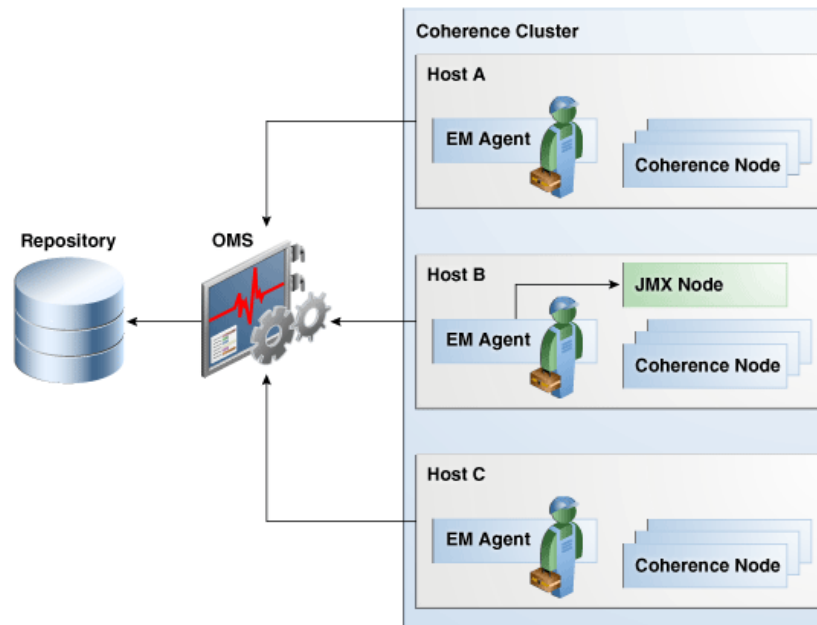 Coherence Cluster
Host A
EM Agent
Coherence Node
Repository
OMS
Host B
JMX Node
EM Agent
Coherence Node
Host C
EM Agent
Coherence Node